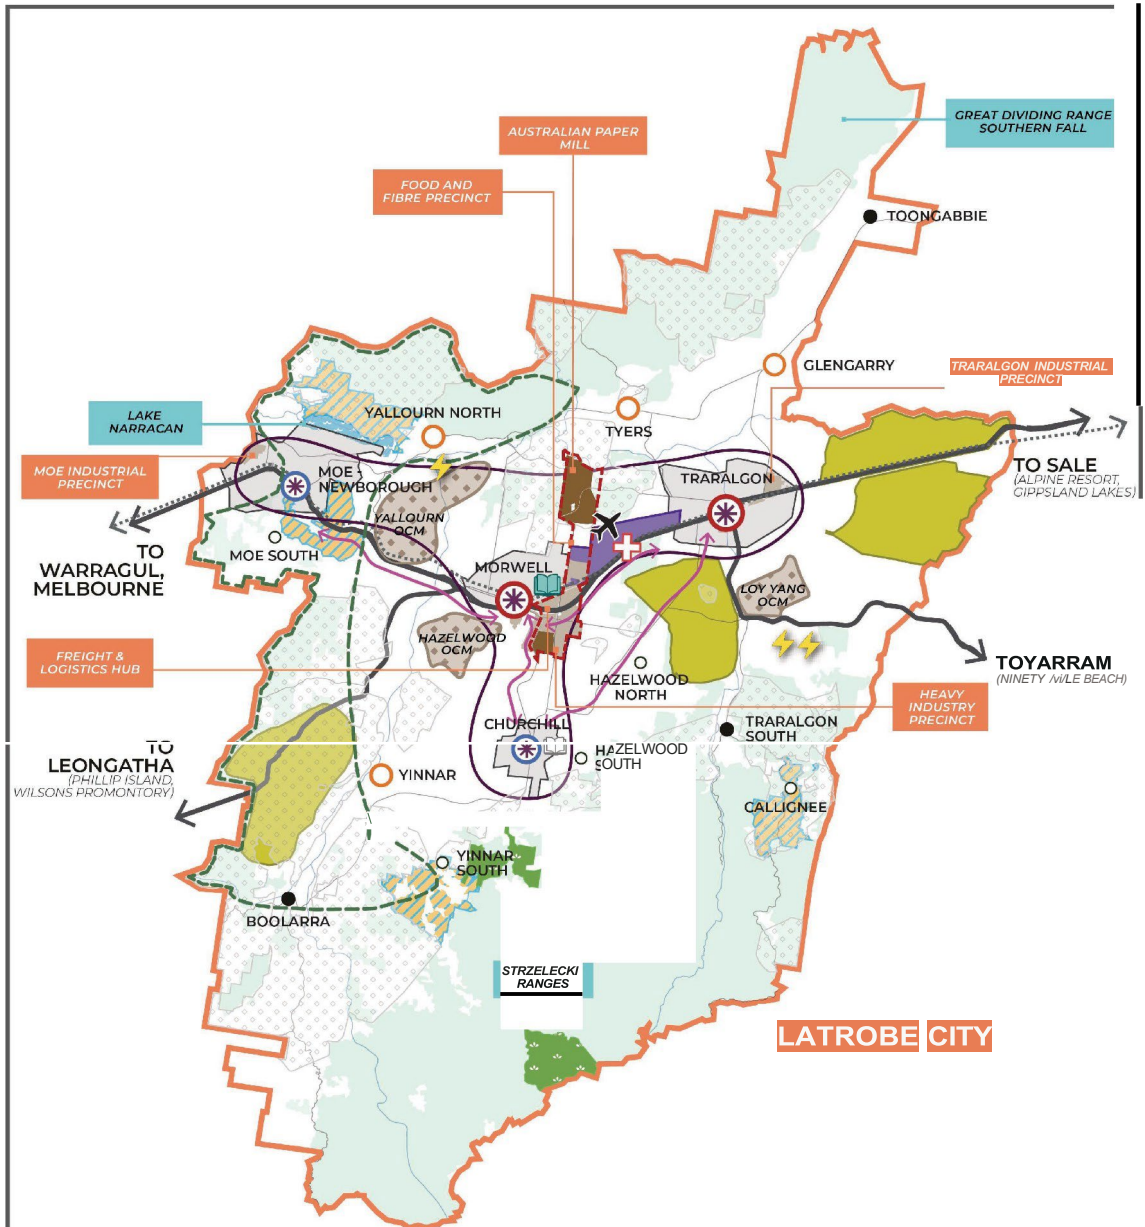 GREAT DIVIDING RANGE
SOUTHERN FALL
AUSTRALIAN PAPER
MILL
FOOD AND
FIBRE PRECINCT
TOONGABBIE
GLENGARRY
TRARALGON INDUSTRIAL
PRECINCT
LAKE
NARRACAN
YALLOURN NORTH
TYERS
MOE INDUSTRIAL
PRECINCT
MOE -
NEWBOROUGH
TRARALGON
TO SALE
(ALPINE RESORT,
GIPPSLAND LAKES)
YALLOURN
OCM
MOE SOUTH
TO
WARRAGUL,
MELBOURNE
MORWELL
LOY YANG
OCM
HAZELWOOD
OCM
FREIGHT &
LOGISTICS HUB
HAZELWOOD
NORTH
TOYARRAM
(NINETY MILE BEACH)
HEAVY
INDUSTRY
PRECINCT
CHURCHILL
TRARALGON
SOUTH
HAZELWOOD
SOUTH
TO
LEONGATHA
(PHILLIP ISLAND,
WILSONS PROMONTORY)
YINNAR
CALLIGNEE
YINNAR
SOUTH
BOOLARRA
STRZELECKI
RANGES
LATROBE CITY